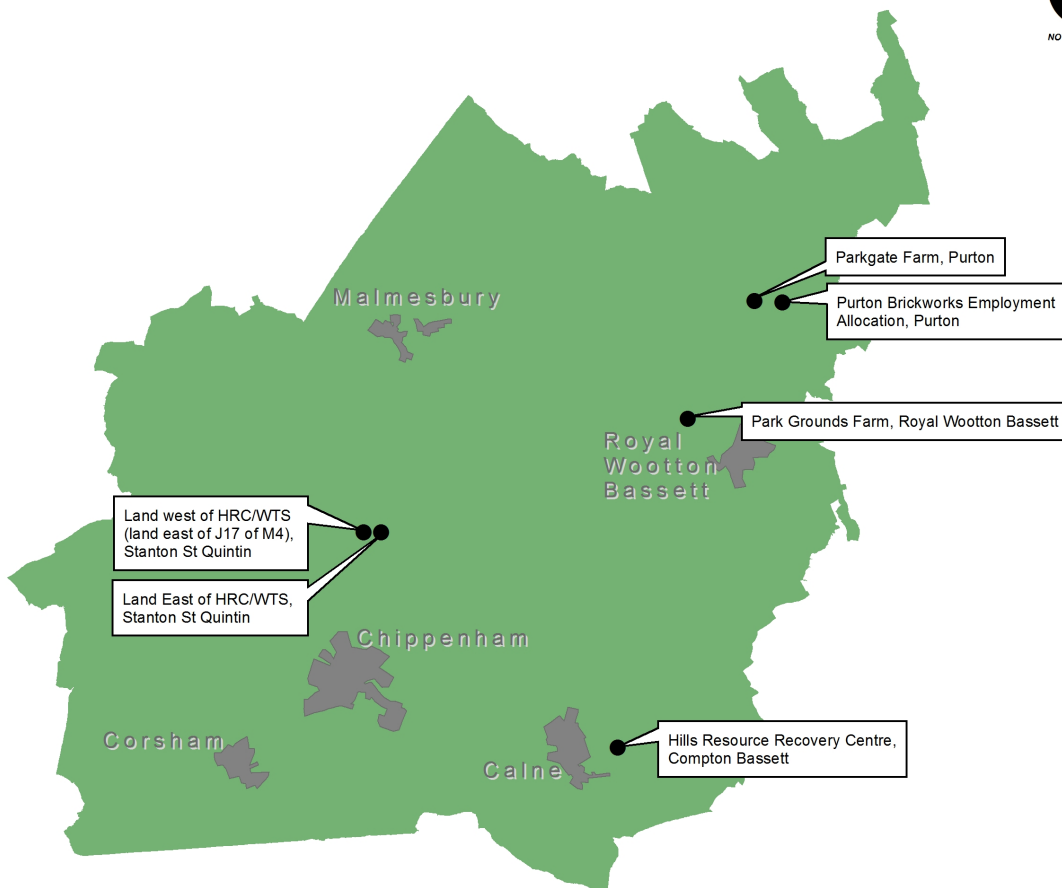 NO
Parkgate Farm, Purton
Malmesbury
Purton Brickworks Employment
Allocation, Purton
Park Grounds Farm, Royal Wootton Bassett
Royal
Wootton
Bassett
Land west of HRC/WTS
(land east of J17 of M4),
Stanton St Quintin
Land East of HRC/WTS,
Stanton St Quintin
Chippenham
Corsham
Hills Resource Recovery Centre,
Compton Bassett
Calne